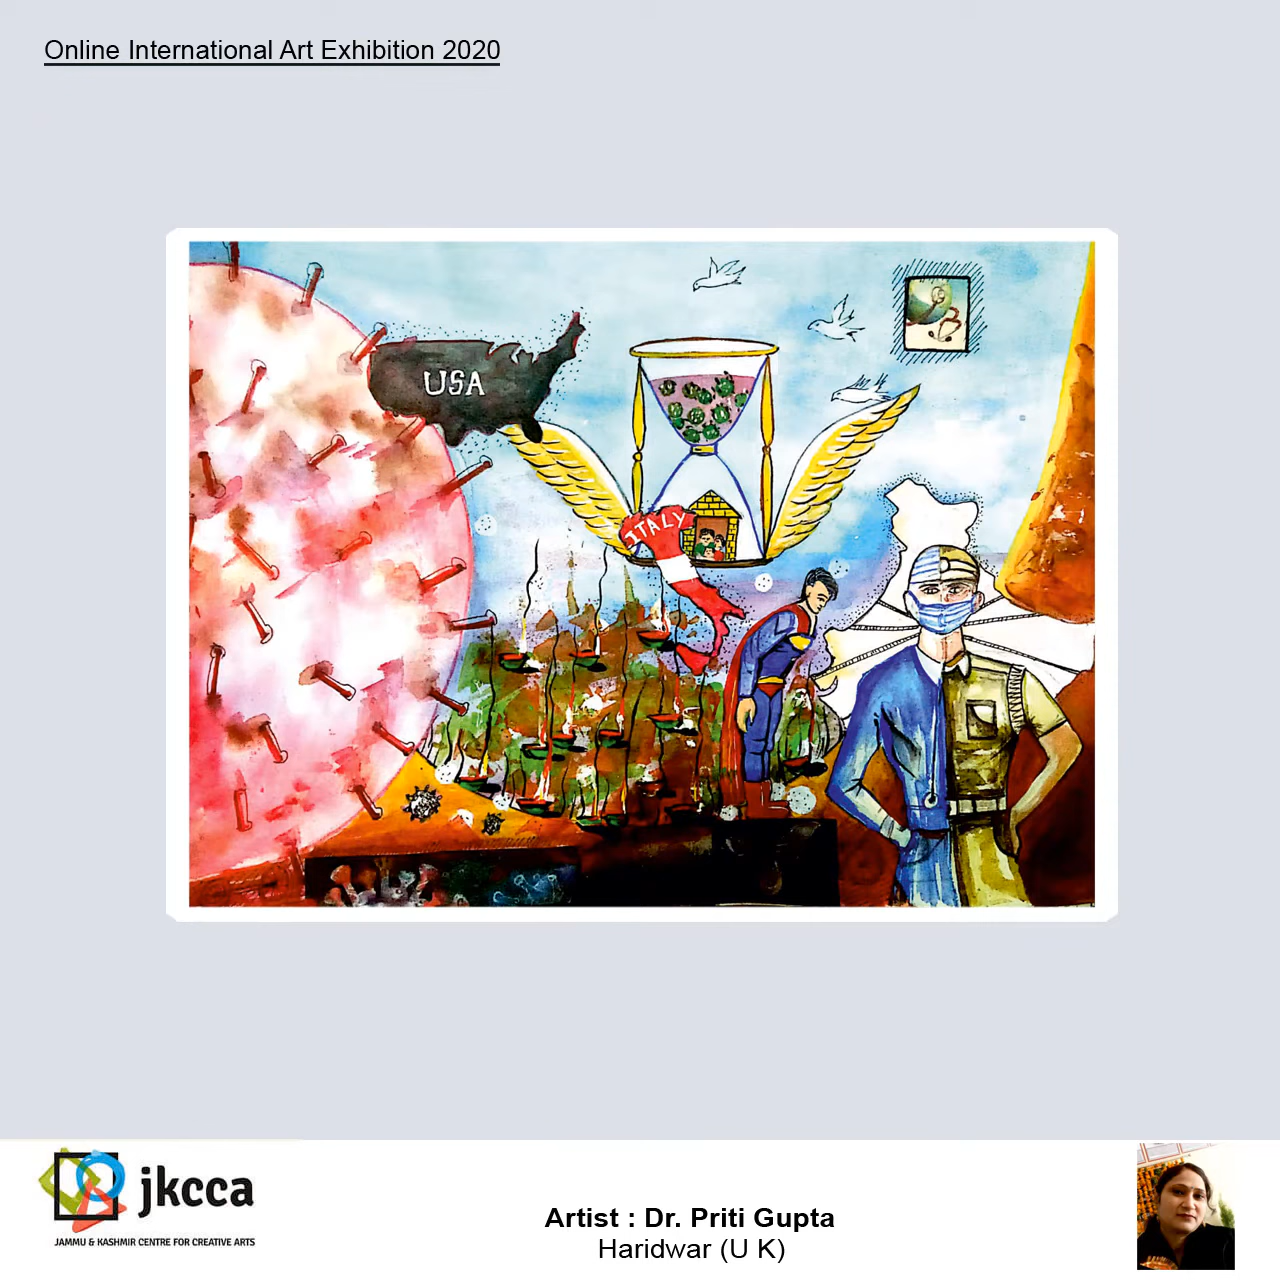 Online International Art Exhibition 2020
USA
ITALY
jkcca
JAMMU & KASHMIR CENTRE FOR CREATIVE ARTS
Artist : Dr. Priti Gupta
Haridwar (U K)